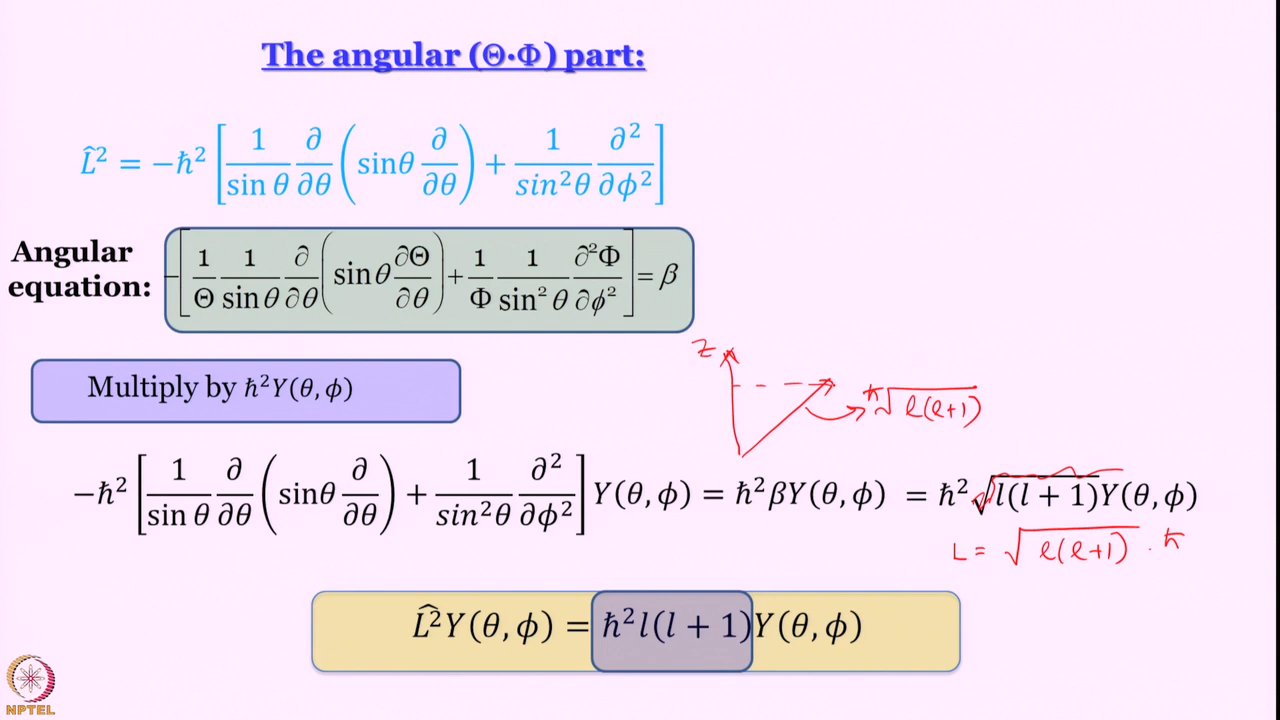 The angular (Θ·Φ) part:
L̂² = −ħ² [ 1/sin θ ∂/∂θ ( sinθ ∂/∂θ ) + 1/sin²θ ∂²/∂ϕ² ]
Angular equation: −[ 1/Θ 1/sinθ ∂/∂θ ( sinθ ∂Θ/∂θ ) + 1/Φ 1/sin²θ ∂²Φ/∂ϕ² ] = β
z
Multiply by ħ²Y(θ, ϕ)
ħ√l(l+1)
−ħ² [ 1/sin θ ∂/∂θ ( sinθ ∂/∂θ ) + 1/sin²θ ∂²/∂ϕ² ] Y(θ, ϕ) = ħ²βY(θ, ϕ) = ħ² √l(l + 1)Y(θ, ϕ)
L = √l(l+1) · ħ
L̂²Y(θ, ϕ) = ħ²l(l + 1)Y(θ, ϕ)
NPTEL